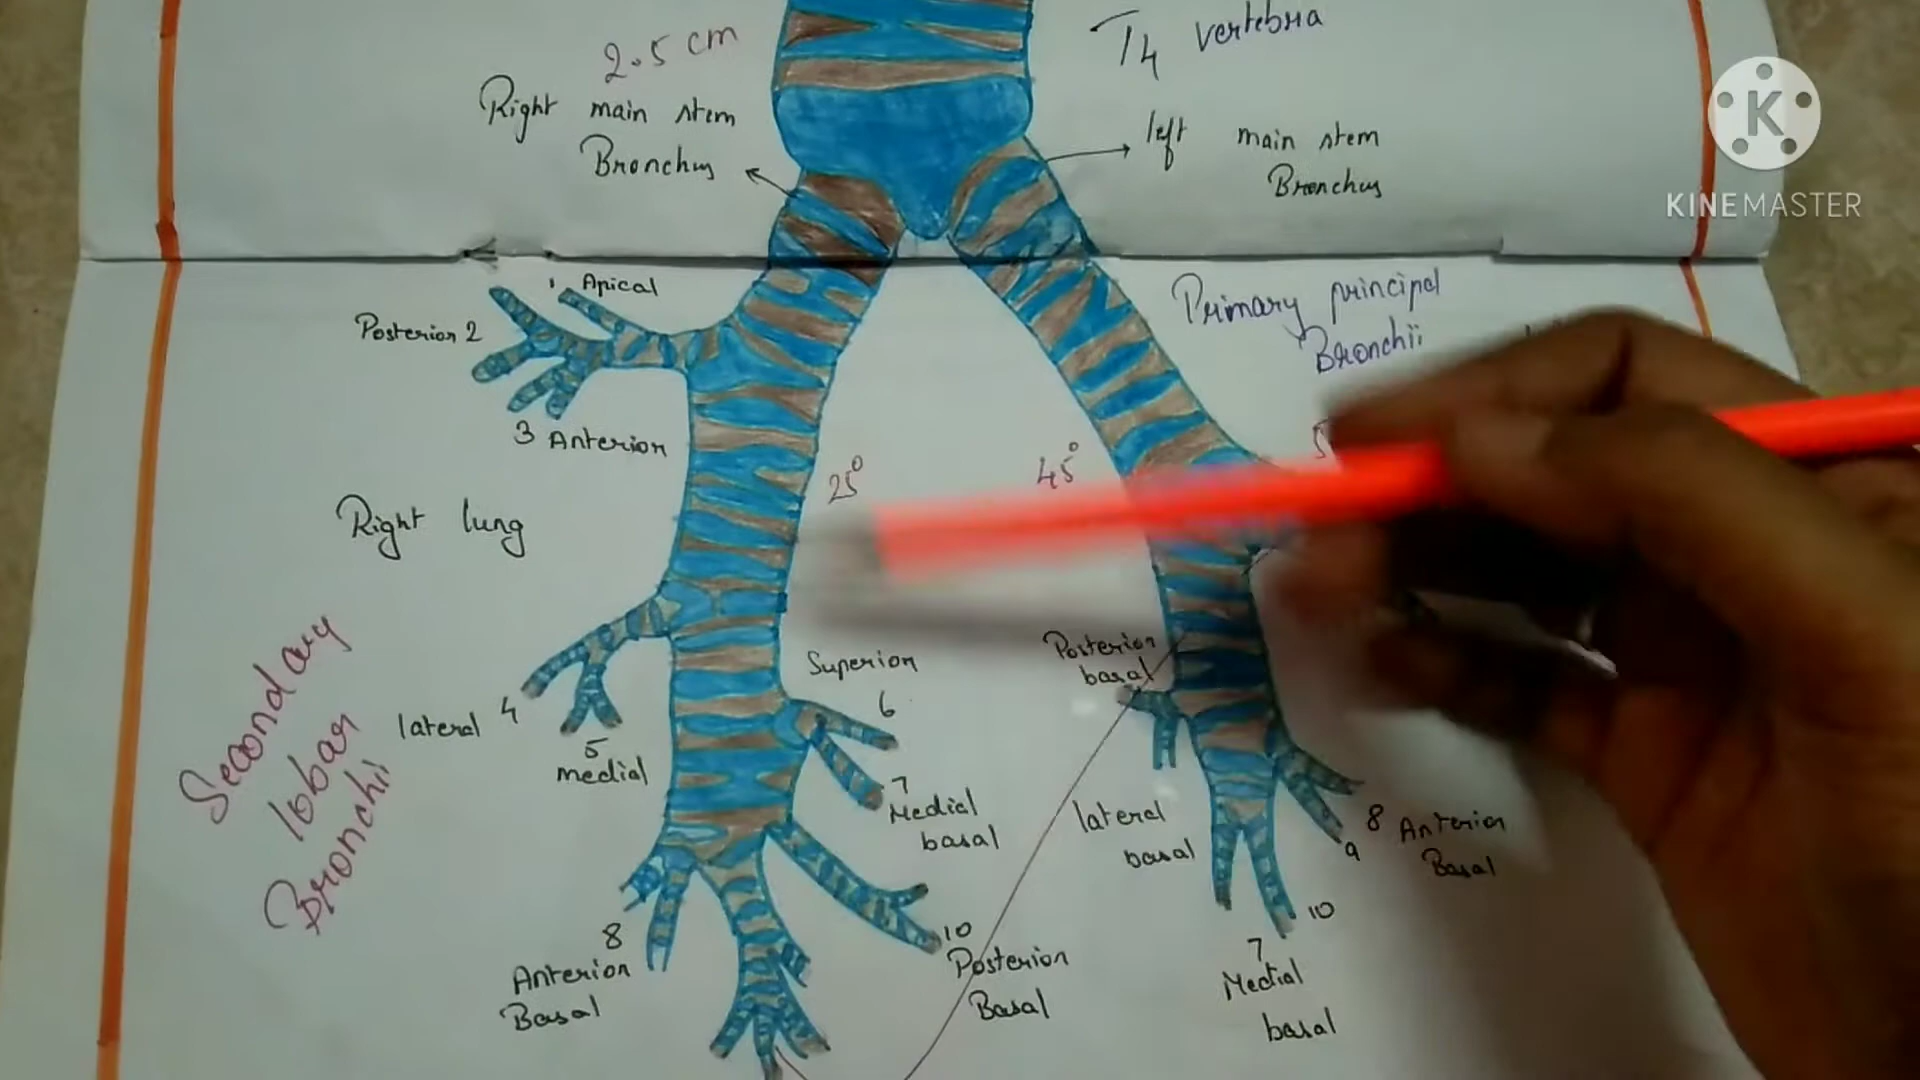 2.5 cm
T4 vertebra
Right main stem
Bronchus
left main stem
Bronchus
KINEMASTER
1 Apical
Posterior 2
3 Anterior
Primary principal
Bronchii
25°
45°
Right lung
Secondary
lobar
Bronchii
lateral 4
5
medial
Superior
6
7
Medial
basal
Posterior
basal
lateral
basal
8 Anterior
Basal
9
10
7
Medial
basal
8
Anterior
Basal
10
Posterior
Basal